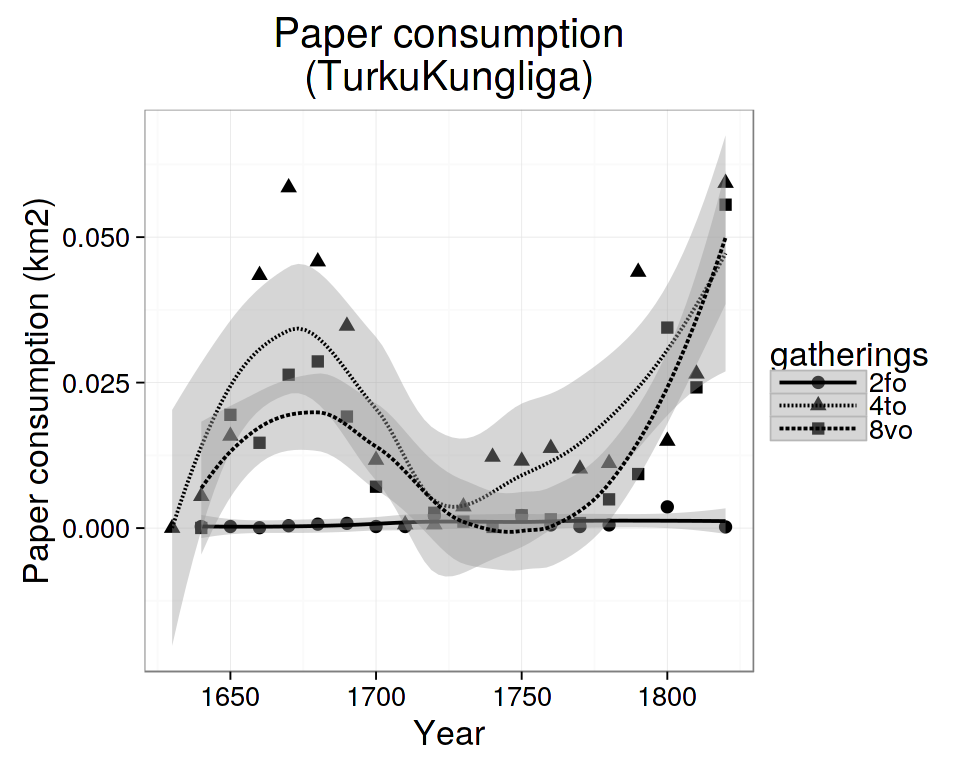 Paper consumption
(TurkuKungliga)
Paper consumption (km2)
0.050
0.025
0.000
1650 1700 1750 1800
Year
gatherings
2fo
4to
8vo